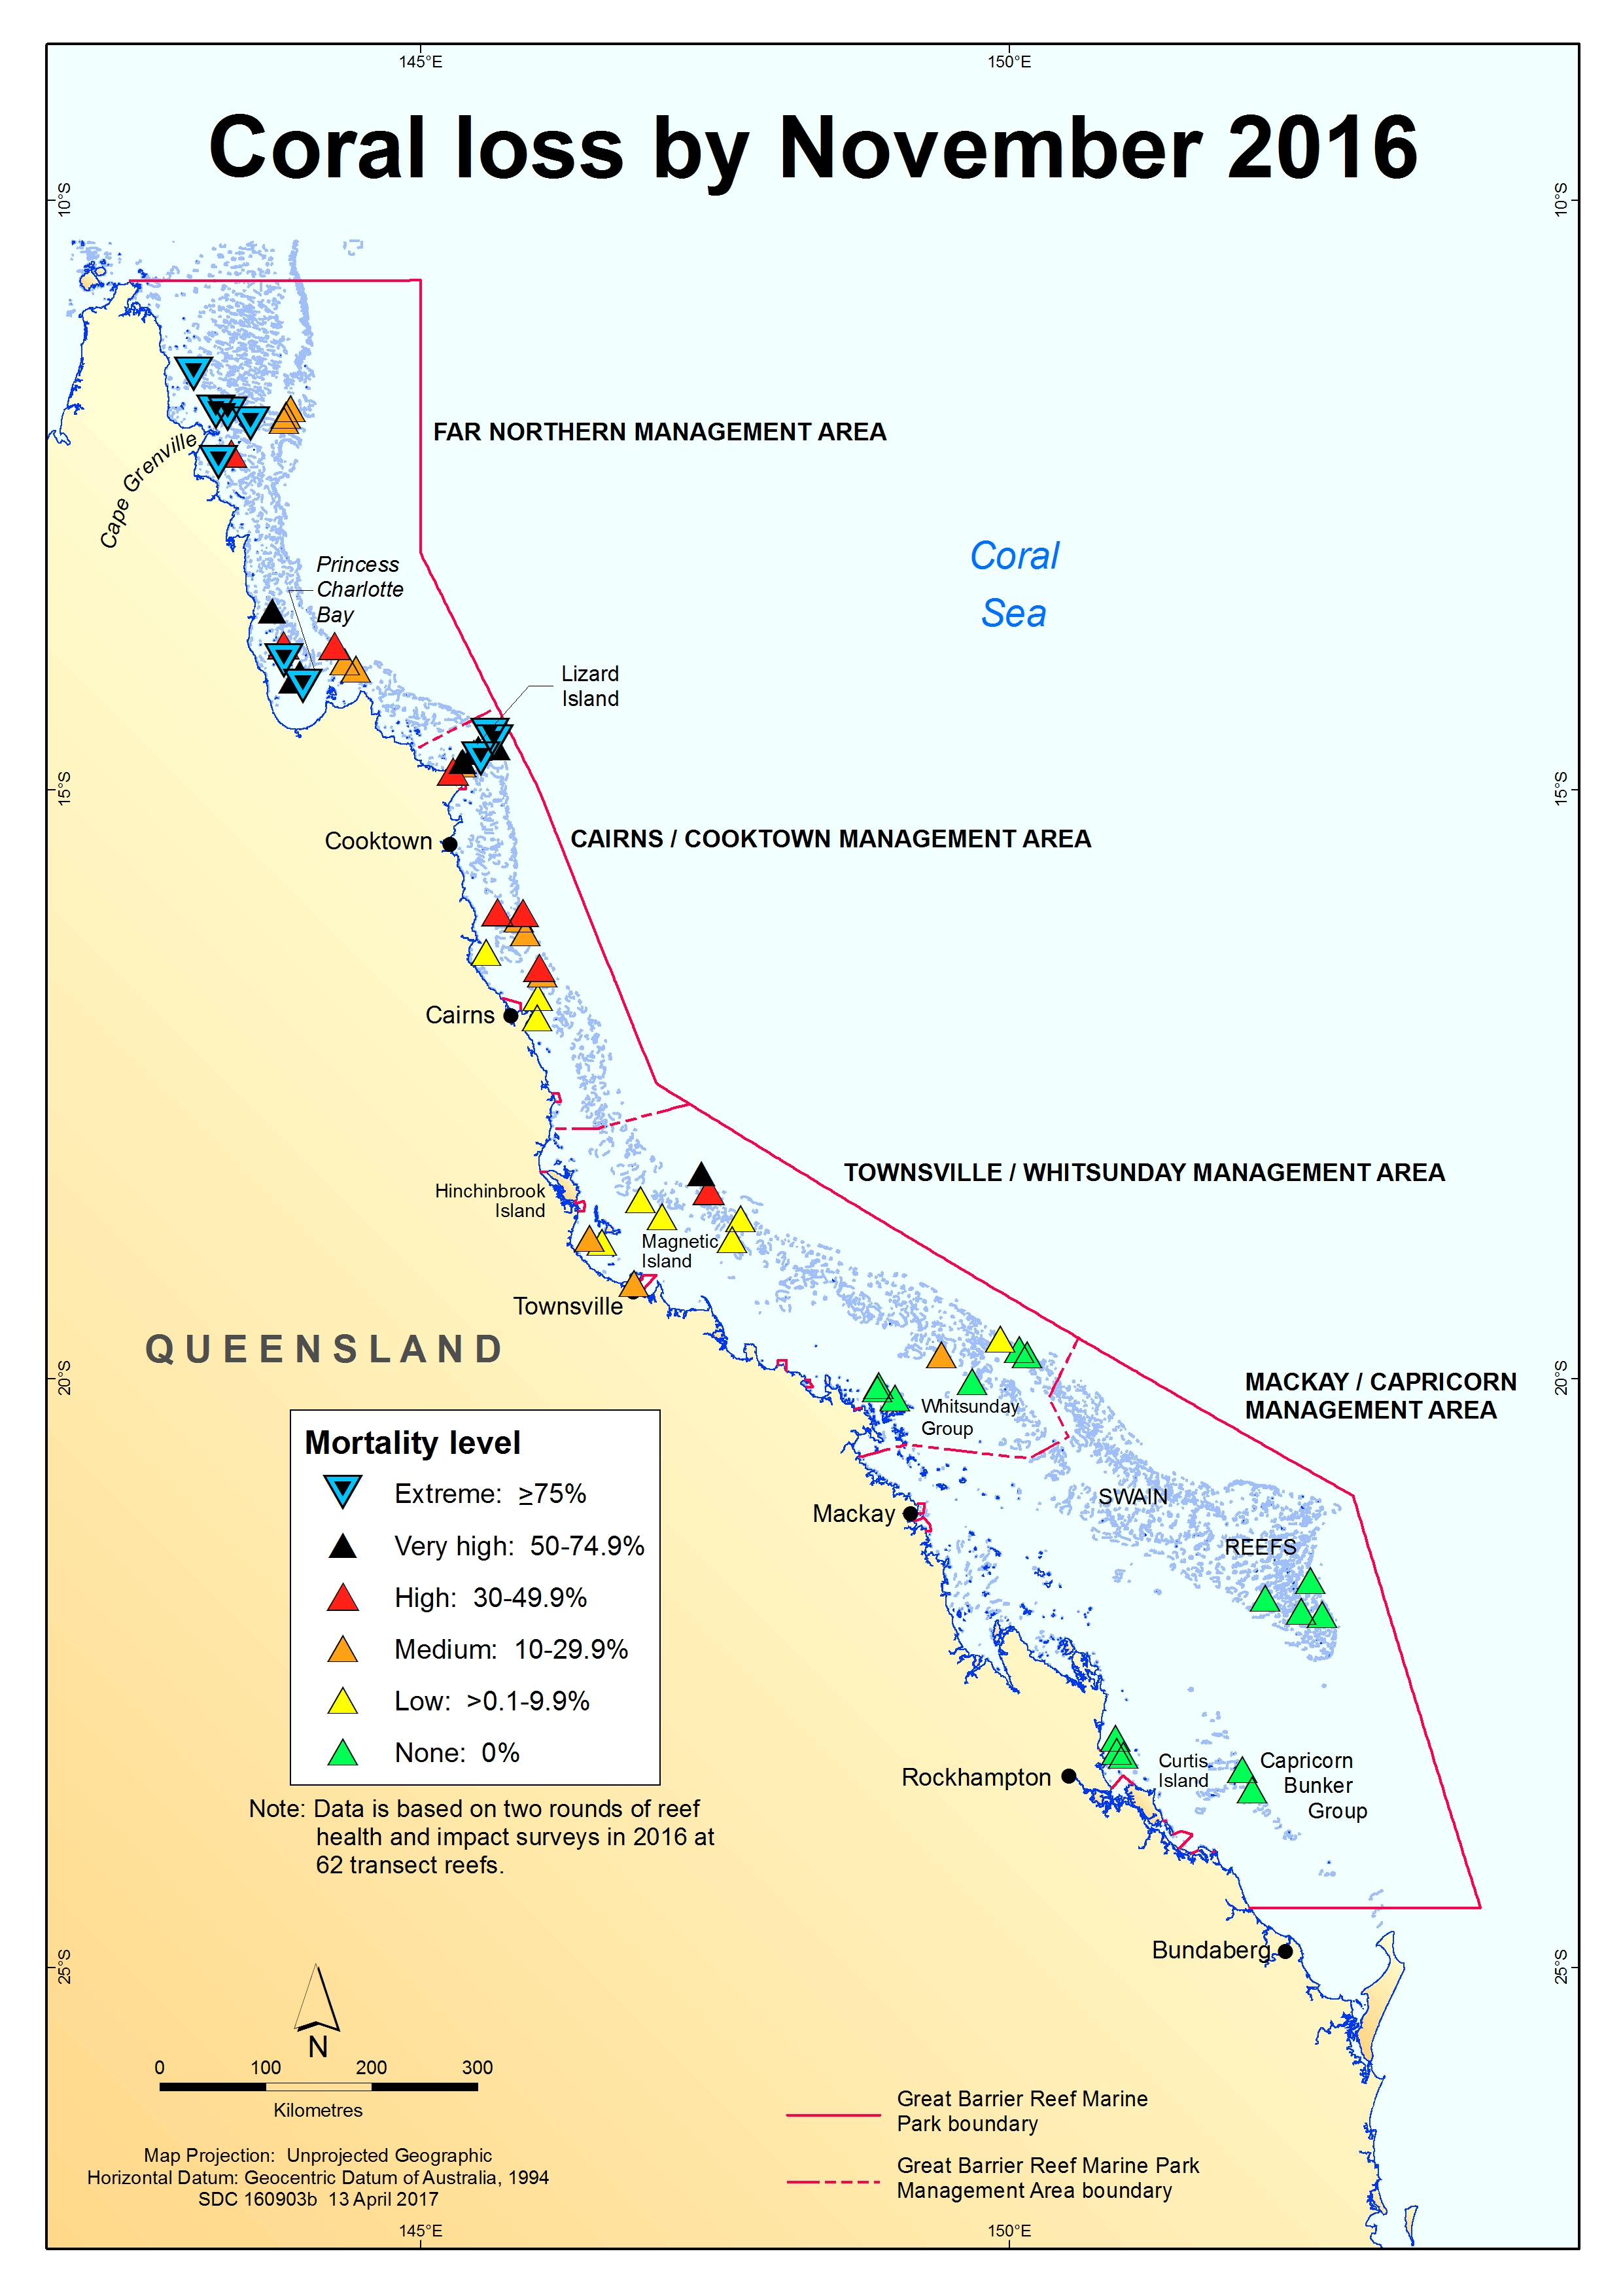 145°E
150°E
Coral loss by November 2016
10°S
10°S
FAR NORTHERN MANAGEMENT AREA
Cape Grenville
Coral
Sea
Princess
Charlotte
Bay
Lizard
Island
15°S
15°S
Cooktown
CAIRNS / COOKTOWN MANAGEMENT AREA
Cairns
TOWNSVILLE / WHITSUNDAY MANAGEMENT AREA
Hinchinbrook
Island
Magnetic
Island
Townsville
QUEENSLAND
20°S
20°S
MACKAY / CAPRICORN
MANAGEMENT AREA
Whitsunday
Group
Mortality level
Extreme: ≥75%
Very high: 50-74.9%
High: 30-49.9%
Medium: 10-29.9%
Low: >0.1-9.9%
None: 0%
SWAIN
REEFS
Mackay
Rockhampton
Curtis
Island
Capricorn
Bunker
Group
Note: Data is based on two rounds of reef
health and impact surveys in 2016 at
62 transect reefs.
Bundaberg
25°S
25°S
N
0 100 200 300
Kilometres
Map Projection: Unprojected Geographic
Horizontal Datum: Geocentric Datum of Australia, 1994
SDC 160903b 13 April 2017
Great Barrier Reef Marine
Park boundary
Great Barrier Reef Marine Park
Management Area boundary
145°E
150°E